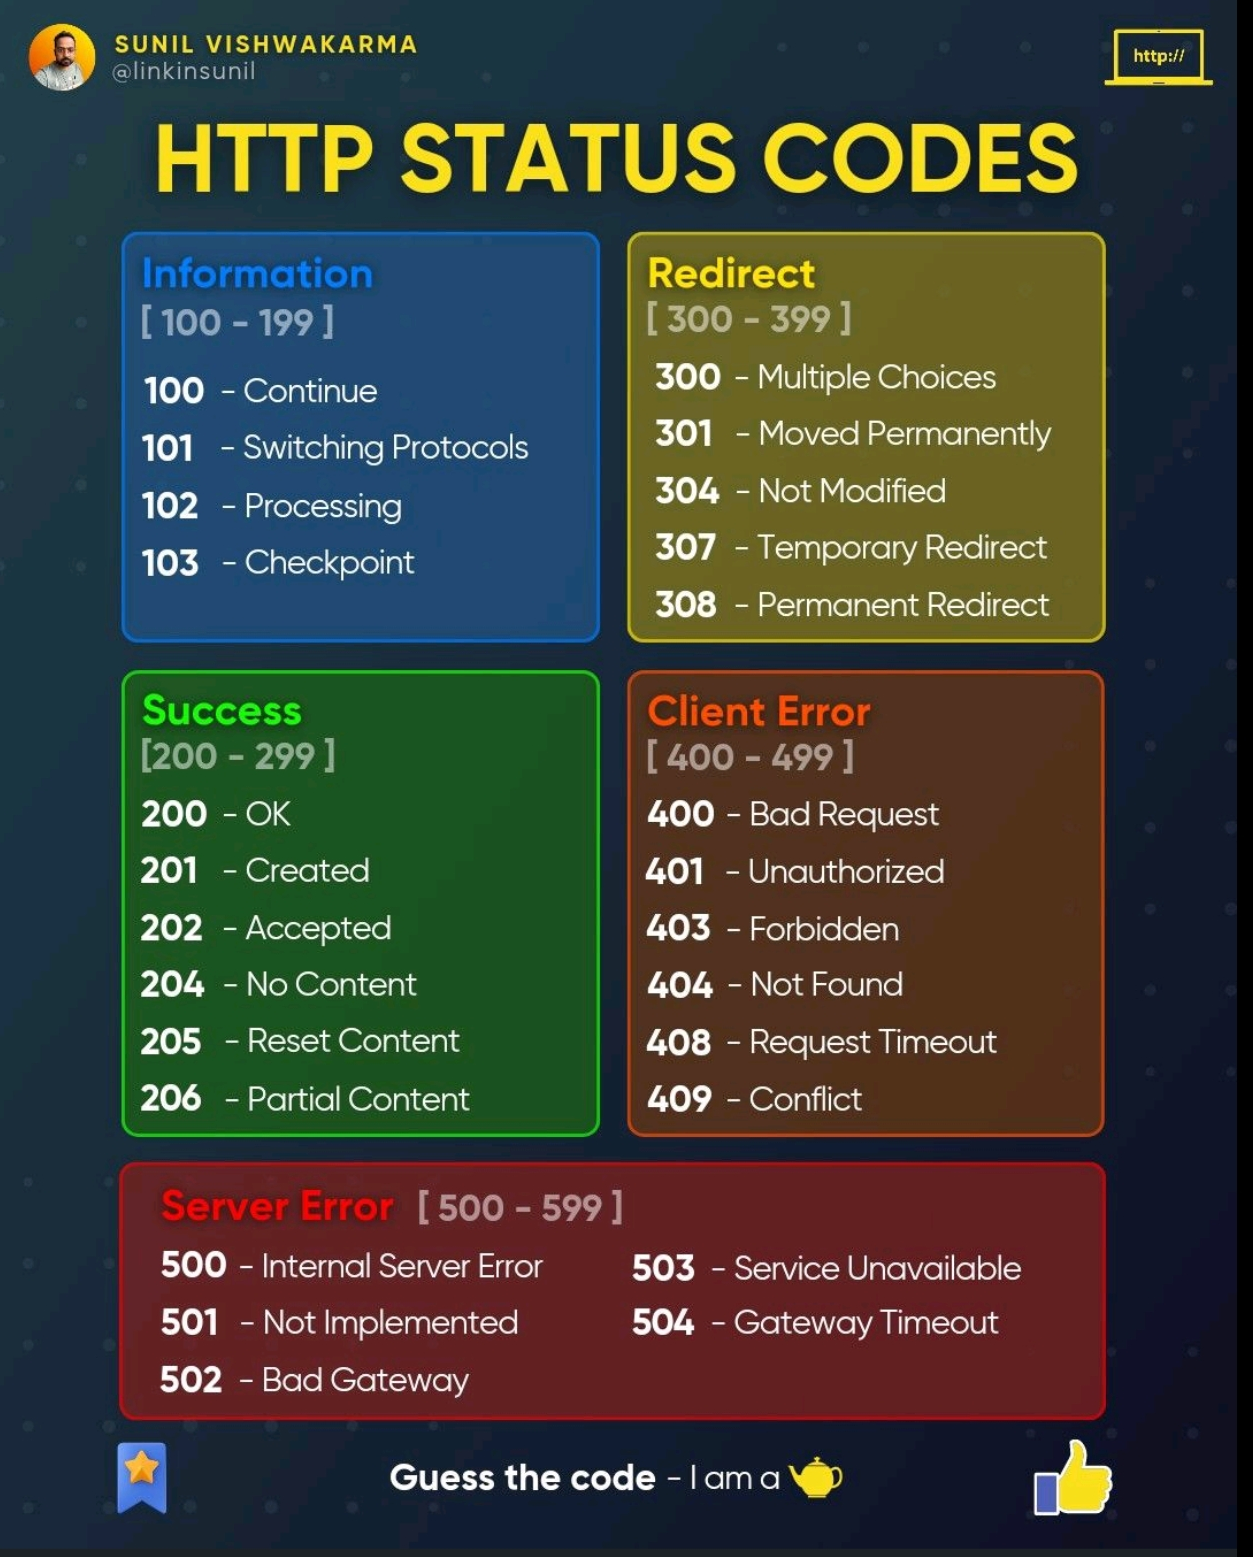 SUNIL VISHWAKARMA
@linkinsunil
http://
HTTP STATUS CODES
Information
[ 100 - 199 ]
100 - Continue
101 - Switching Protocols
102 - Processing
103 - Checkpoint
Redirect
[ 300 - 399 ]
300 - Multiple Choices
301 - Moved Permanently
304 - Not Modified
307 - Temporary Redirect
308 - Permanent Redirect
Success
[200 - 299 ]
200 - OK
201 - Created
202 - Accepted
204 - No Content
205 - Reset Content
206 - Partial Content
Client Error
[ 400 - 499 ]
400 - Bad Request
401 - Unauthorized
403 - Forbidden
404 - Not Found
408 - Request Timeout
409 - Conflict
Server Error [ 500 - 599 ]
500 - Internal Server Error
501 - Not Implemented
502 - Bad Gateway
503 - Service Unavailable
504 - Gateway Timeout
Guess the code - I am a